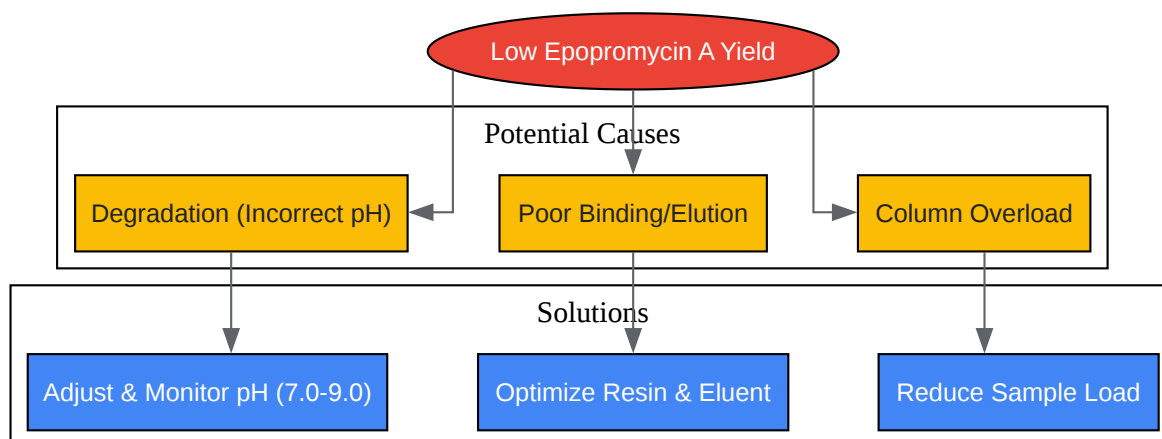 Low Epopromycin A Yield
Potential Causes
Degradation (Incorrect pH)
Poor Binding/Elution
Column Overload
Solutions
Adjust & Monitor pH (7.0-9.0)
Optimize Resin & Eluent
Reduce Sample Load